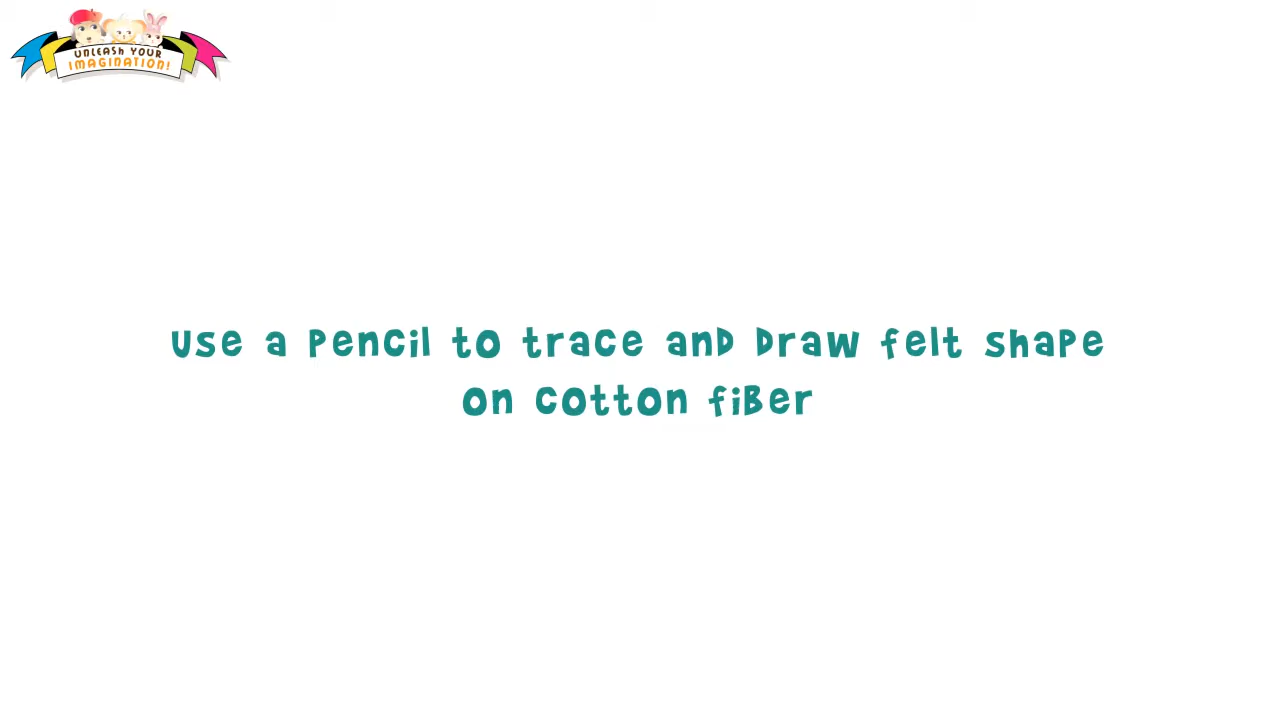 UNLEASH YOUR
IMAGINATION!
use a pencil to trace and draw felt shape
on cotton fiber